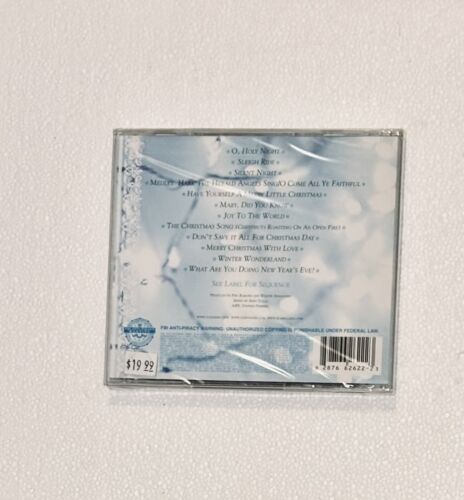 O, Holy Night
Sleigh Ride
Silent Night
Medley: Hark! The Herald Angels Sing/O Come All Ye Faithful
Have Yourself A Merry Little Christmas
Mary, Did You Know
Joy To The World
The Christmas Song (Chestnuts Roasting On An Open Fire)
Don't Save It All For Christmas Day
Merry Christmas With Love
Winter Wonderland
What Are You Doing New Year's Eve?
See Label For Sequence
FBI ANTI-PIRACY WARNING: UNAUTHORIZED COPYING IS PUNISHABLE UNDER FEDERAL LAW.
$19.99
2876 62622-2